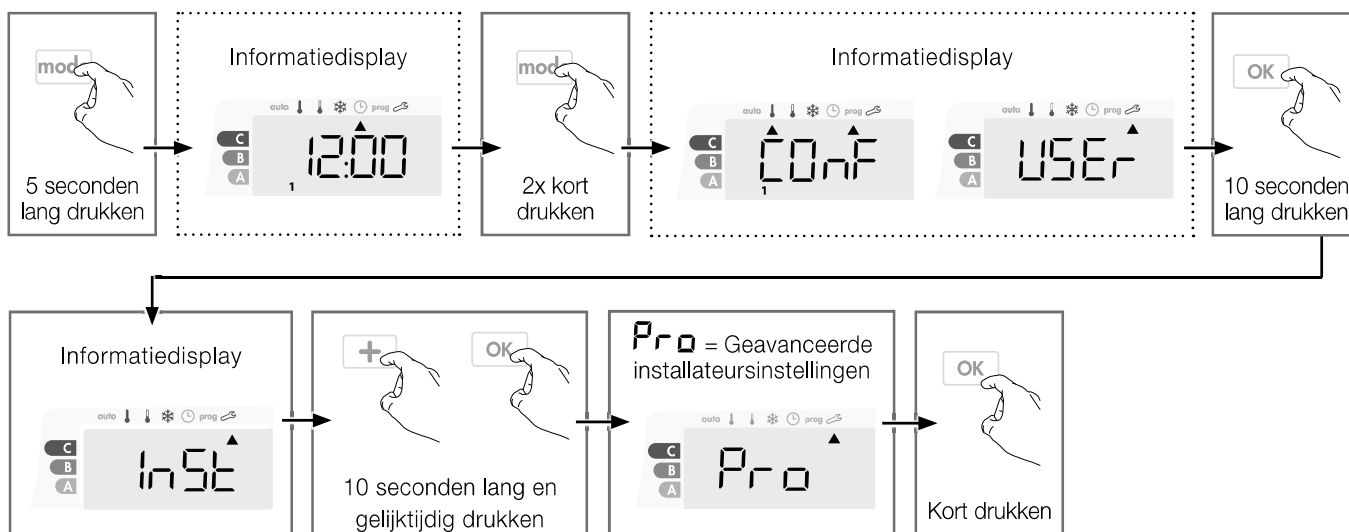 mod
5 seconden
lang drukken
Informatiedisplay
auto prog
C
B
A
12:00
1
mod
2x kort
drukken
Informatiedisplay
auto prog
C
B
A
COnF
1
auto prog
C
B
A
USEr
OK
10 seconden
lang drukken
Informatiedisplay
auto prog
C
B
A
InSt
+ OK
10 seconden lang en
gelijktijdig drukken
Pro = Geavanceerde
installateursinstellingen
auto prog
C
B
A
Pro
OK
Kort drukken